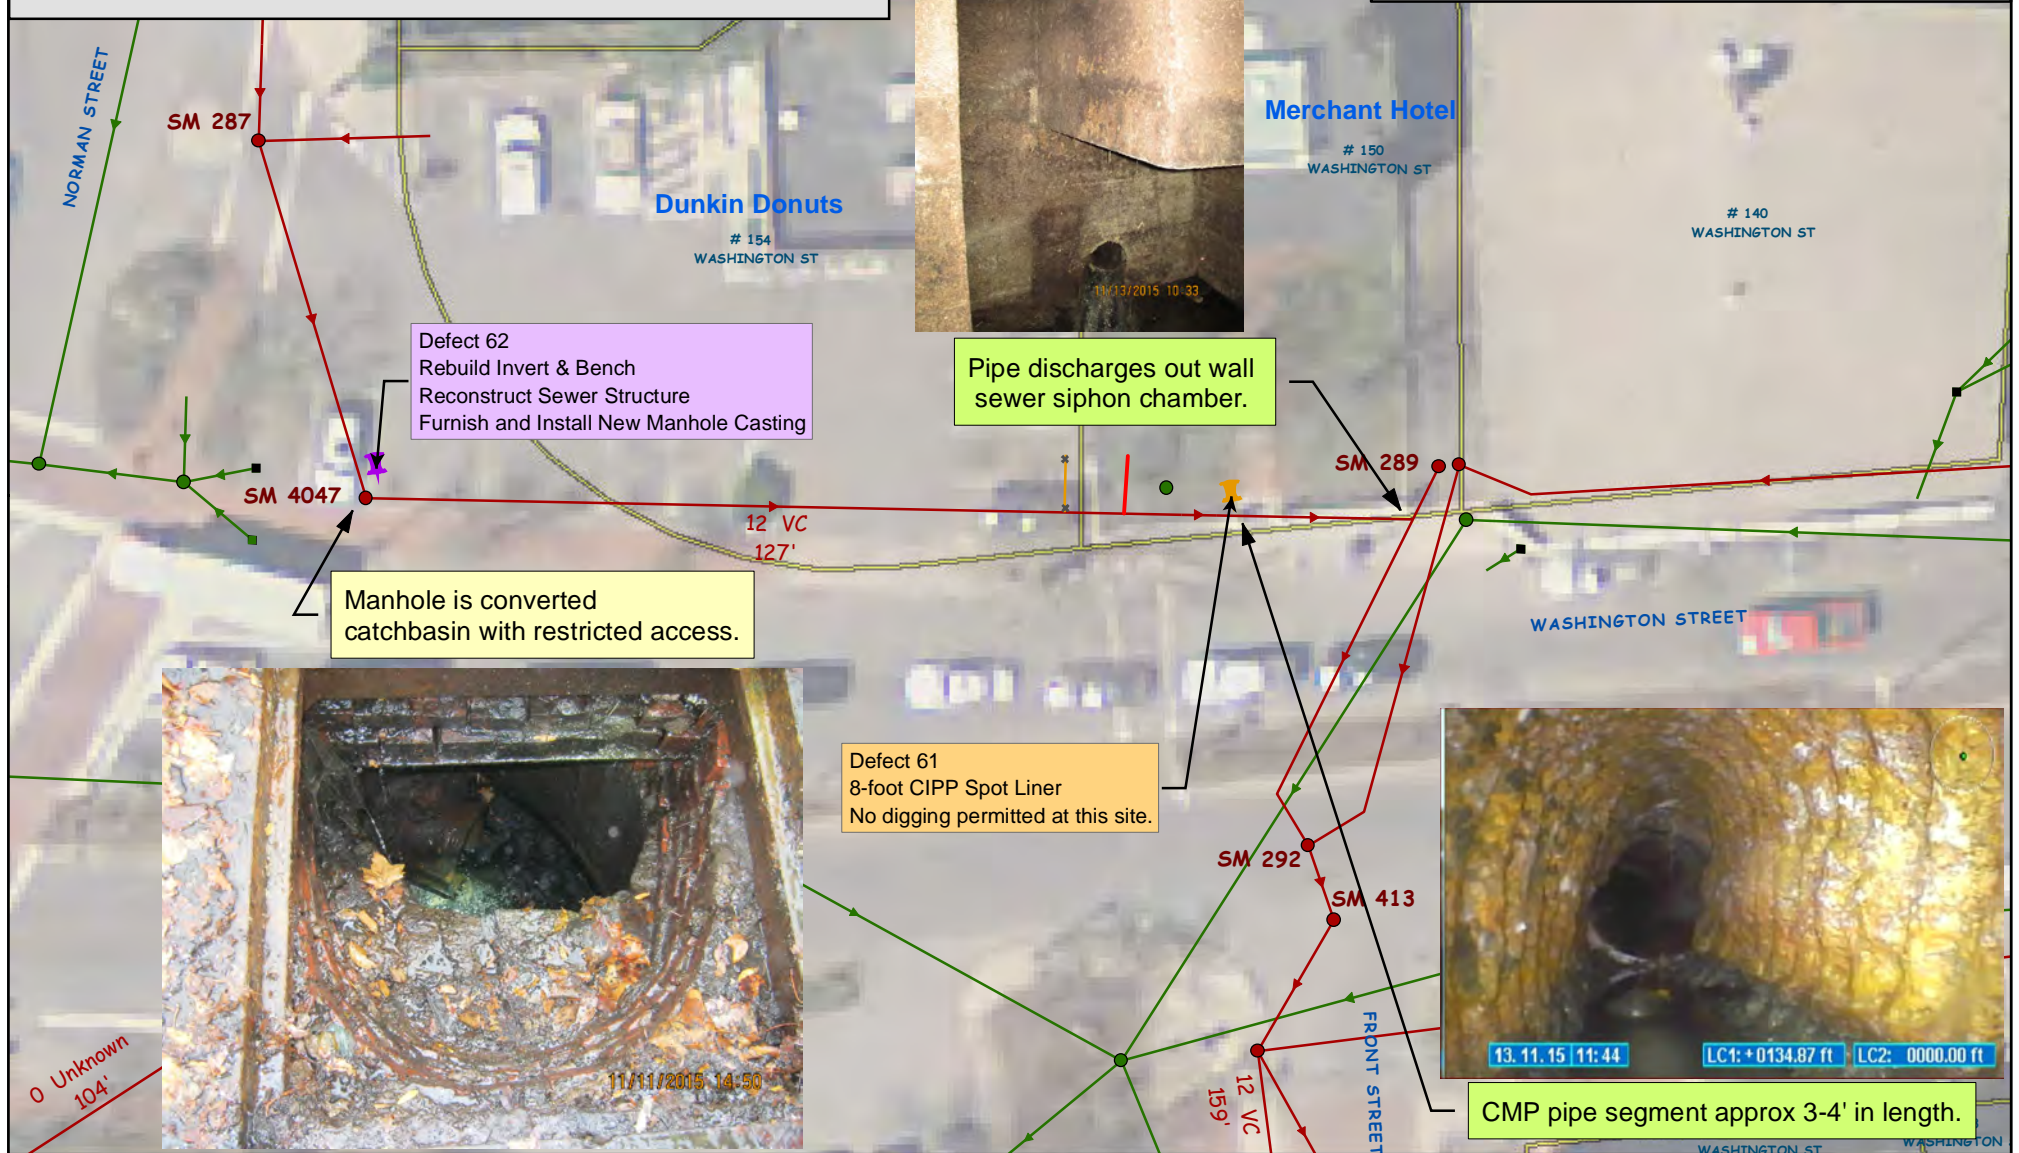 NORMAN STREET
SM 287
Dunkin Donuts
# 154
WASHINGTON ST
11/13/2015 10:33
Merchant Hotel
# 150
WASHINGTON ST
# 140
WASHINGTON ST
Defect 62
Rebuild Invert & Bench
Reconstruct Sewer Structure
Furnish and Install New Manhole Casting
Pipe discharges out wall
sewer siphon chamber.
SM 4047
SM 289
12 VC
127'
Manhole is converted
catchbasin with restricted access.
WASHINGTON STREET
Defect 61
8-foot CIPP Spot Liner
No digging permitted at this site.
SM 292
SM 413
11/11/2015 14:50
0 Unknown
104'
12 VC
159'
FRONT STREET
13. 11. 15 11: 44
LC1: +0134.87 ft
LC2: 0000.00 ft
CMP pipe segment approx 3-4' in length.
WASHINGTON ST
WASHINGTON